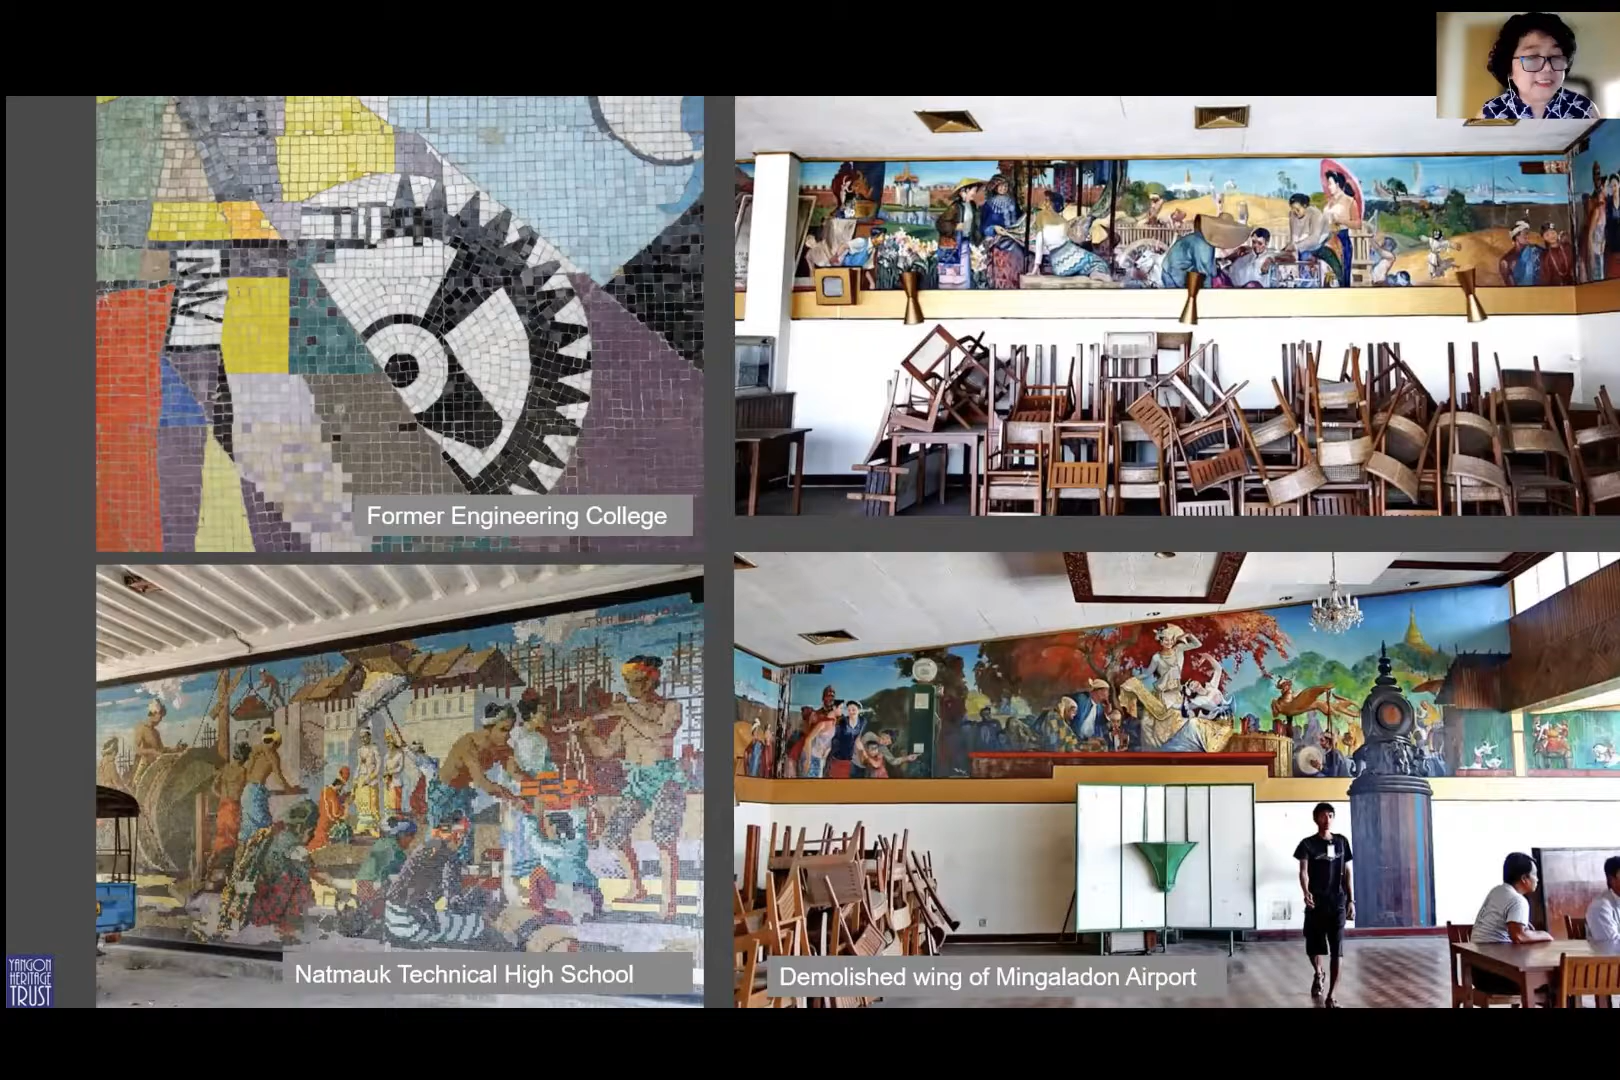 Former Engineering College
Natmauk Technical High School
Demolished wing of Mingaladon Airport
YANGON
HERITAGE
TRUST